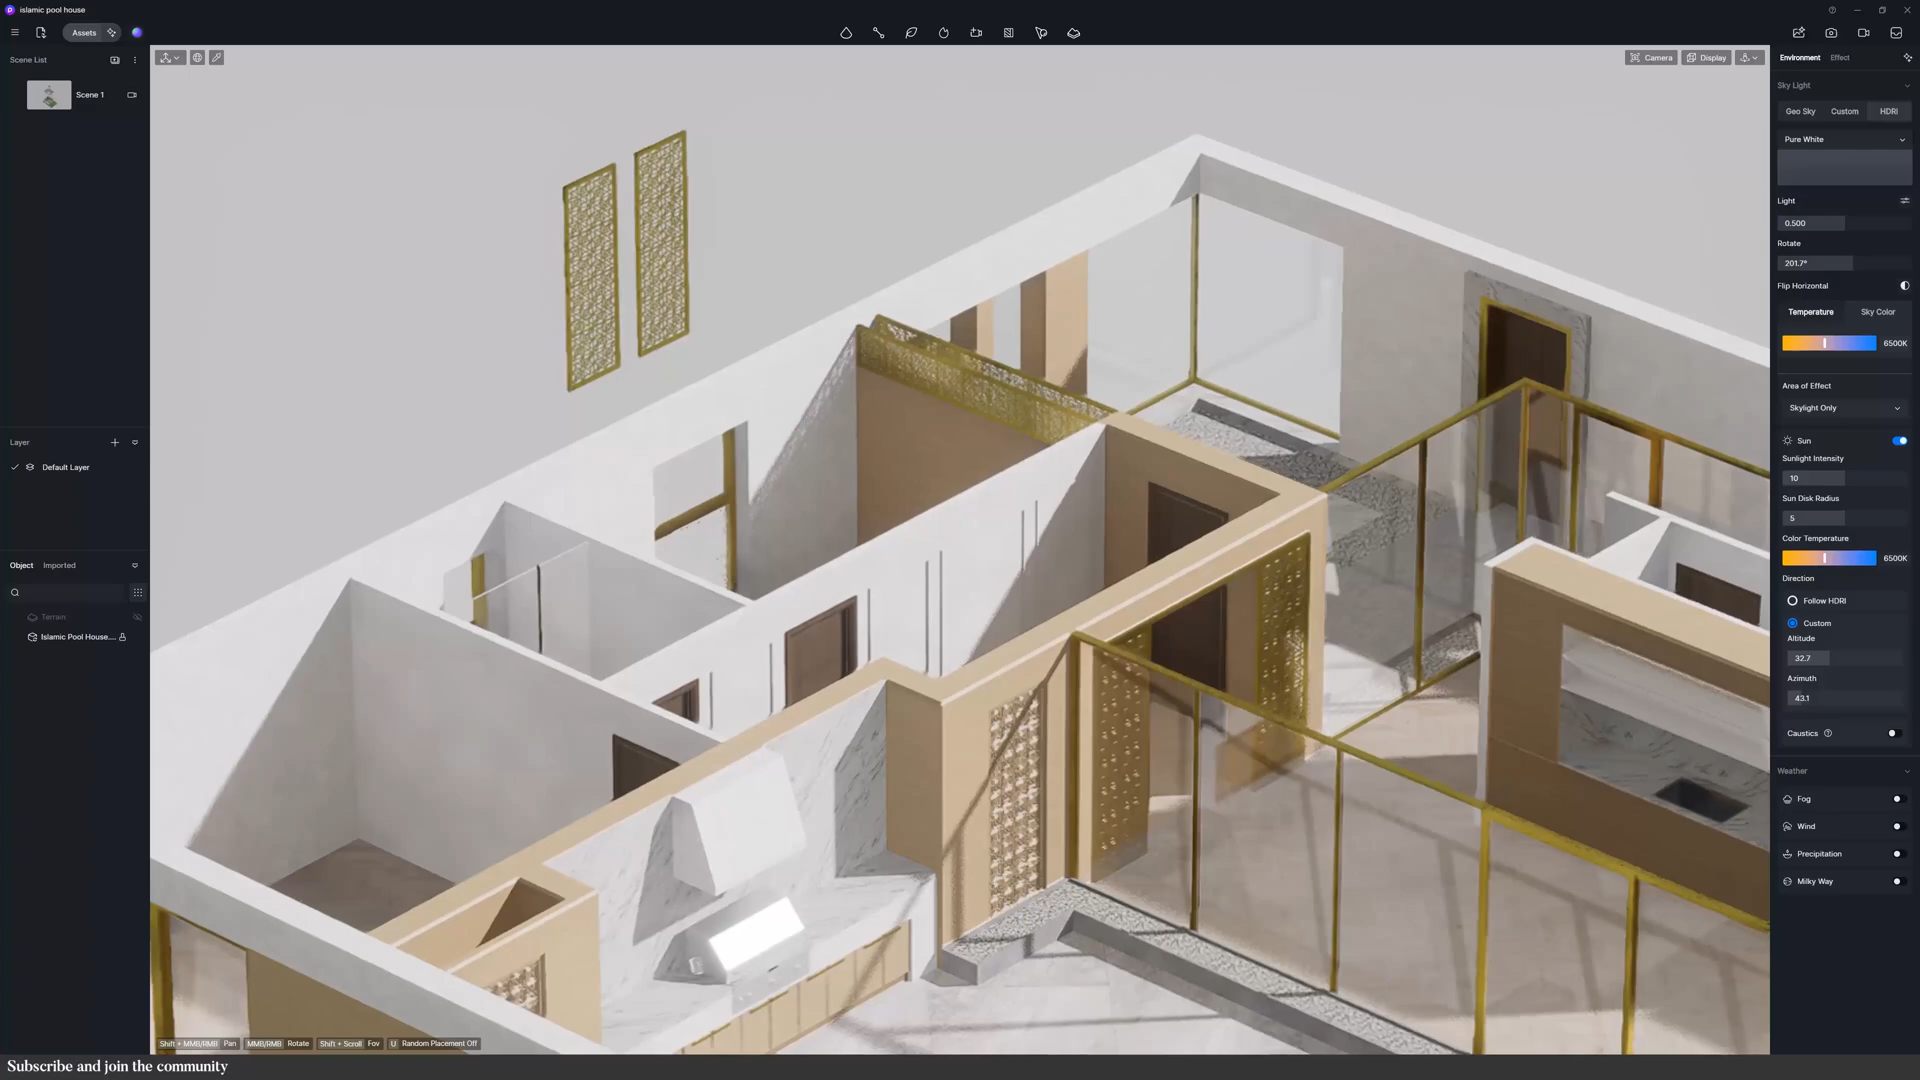 islamic pool house
Assets
Scene List
Scene 1
Layer
Default Layer
Object
Imported
Terrain
Islamic Pool House....
Camera
Display
Environment
Effect
Sky Light
Geo Sky
Custom
HDRI
Pure White
Light
0.500
Rotate
201.7°
Flip Horizontal
Temperature
Sky Color
6500K
Area of Effect
Skylight Only
Sun
Sunlight Intensity
10
Sun Disk Radius
5
Color Temperature
6500K
Direction
Follow HDRI
Custom
Altitude
32.7
Azimuth
43.1
Caustics
Weather
Fog
Wind
Precipitation
Milky Way
Shift + MMB/RMB Pan MMB/RMB Rotate Shift + Scroll Fov U Random Placement Off
Subscribe and join the community